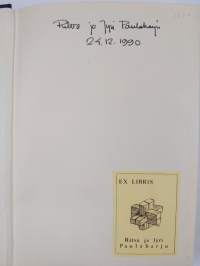 Ritva ja Jyri Paulaharju
24.12.1990
EX LIBRIS
Ritva ja Jyri
Paulaharju